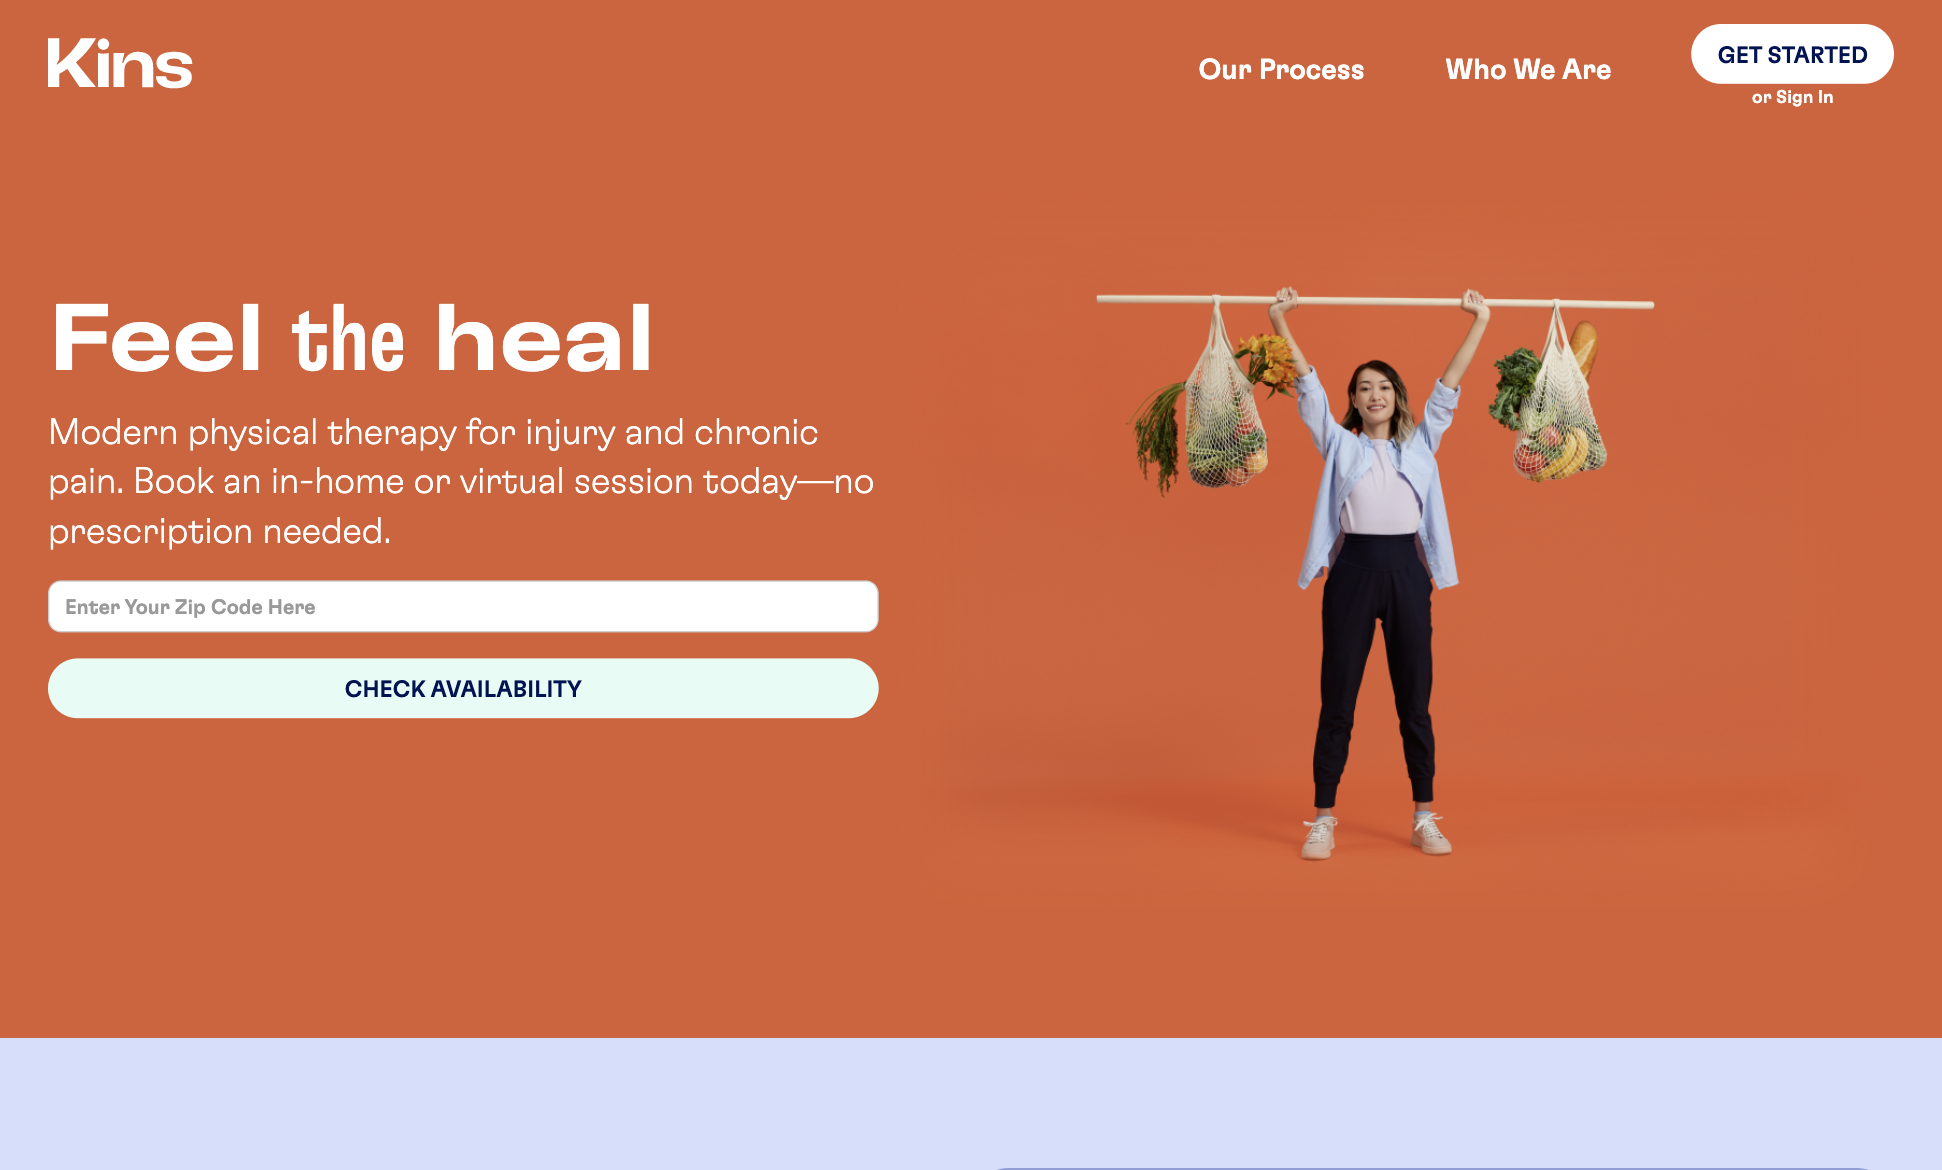 Kins
Our Process
Who We Are
GET STARTED
or Sign In
Feel the heal
Modern physical therapy for injury and chronic
pain. Book an in-home or virtual session today—no
prescription needed.
Enter Your Zip Code Here
CHECK AVAILABILITY